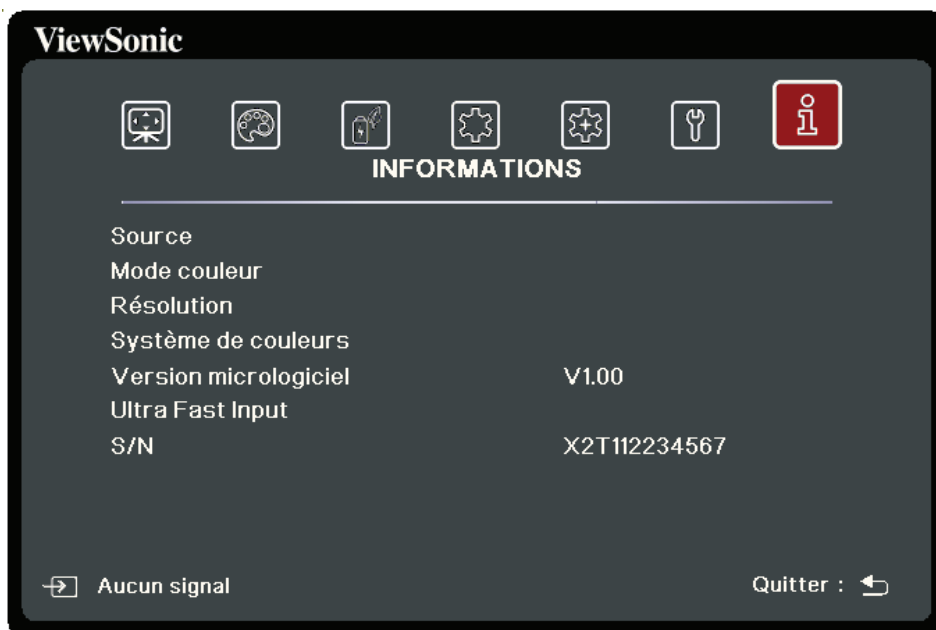 ViewSonic
INFORMATIONS
Source
Mode couleur
Résolution
Système de couleurs
Version micrologiciel V1.00
Ultra Fast Input
S/N X2T112234567
Aucun signal Quitter :